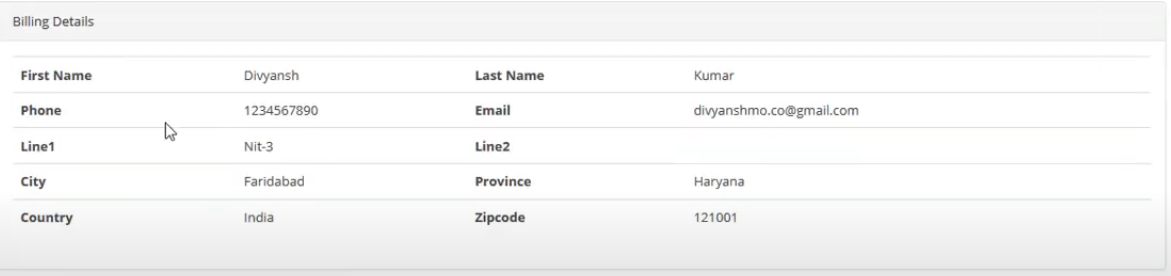 Billing Details
First Name Divyansh Last Name Kumar
Phone 1234567890 Email divyanshmo.co@gmail.com
Line1 Nit-3 Line2
City Faridabad Province Haryana
Country India Zipcode 121001